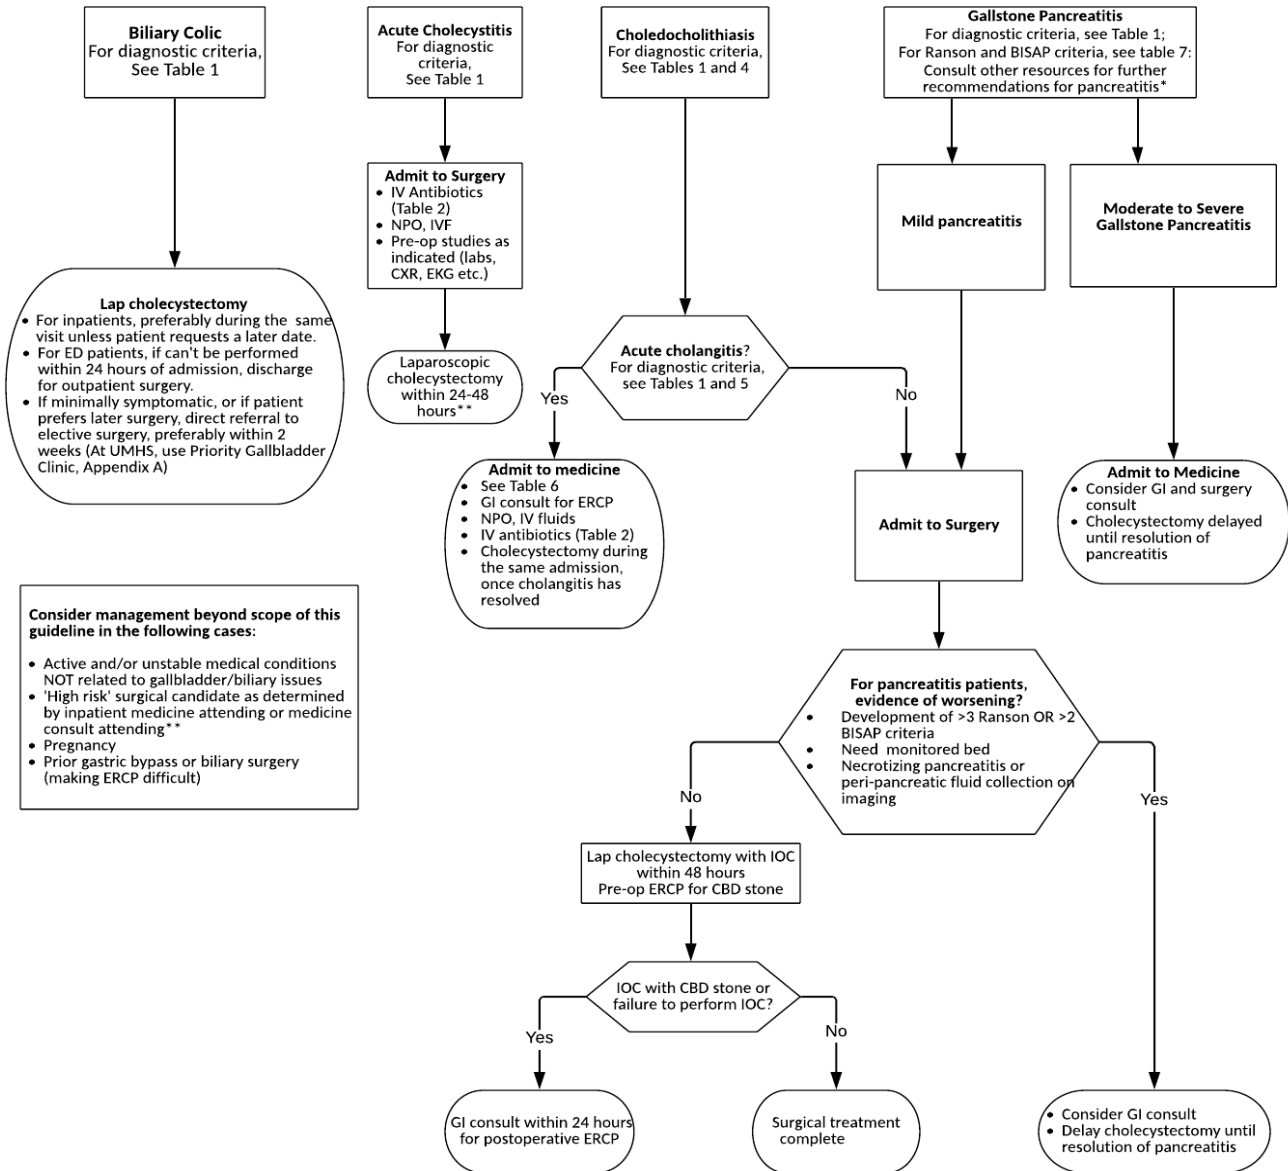 Biliary Colic
For diagnostic criteria,
See Table 1
Acute Cholecystitis
For diagnostic
criteria,
See Table 1
Choledocholithiasis
For diagnostic criteria,
See Tables 1 and 4
Gallstone Pancreatitis
For diagnostic criteria, see Table 1;
For Ranson and BISAP criteria, see table 7:
Consult other resources for further
recommendations for pancreatitis*
Admit to Surgery
• IV Antibiotics
(Table 2)
• NPO, IVF
• Pre-op studies as
indicated (labs,
CXR, EKG etc.)
Mild pancreatitis
Moderate to Severe
Gallstone Pancreatitis
Lap cholecystectomy
• For inpatients, preferably during the same
visit unless patient requests a later date.
• For ED patients, if can't be performed
within 24 hours of admission, discharge
for outpatient surgery.
• If minimally symptomatic, or if patient
prefers later surgery, direct referral to
elective surgery, preferably within 2
weeks (At UMHS, use Priority Gallbladder
Clinic, Appendix A)
Laparoscopic
cholecystectomy
within 24-48
hours**
Acute cholangitis?
For diagnostic criteria,
see Tables 1 and 5
Yes
No
Admit to medicine
• See Table 6
• GI consult for ERCP
• NPO, IV fluids
• IV antibiotics (Table 2)
• Cholecystectomy during
the same admission,
once cholangitis has
resolved
Admit to Surgery
Admit to Medicine
• Consider GI and surgery
consult
• Cholecystectomy delayed
until resolution of
pancreatitis
Consider management beyond scope of this
guideline in the following cases:
• Active and/or unstable medical conditions
NOT related to gallbladder/biliary issues
• 'High risk' surgical candidate as determined
by inpatient medicine attending or medicine
consult attending**
• Pregnancy
• Prior gastric bypass or biliary surgery
(making ERCP difficult)
For pancreatitis patients,
evidence of worsening?
• Development of >3 Ranson OR >2
BISAP criteria
• Need monitored bed
• Necrotizing pancreatitis or
peri-pancreatic fluid collection on
imaging
No
Yes
Lap cholecystectomy with IOC
within 48 hours
Pre-op ERCP for CBD stone
IOC with CBD stone or
failure to perform IOC?
Yes
No
GI consult within 24 hours
for postoperative ERCP
Surgical treatment
complete
• Consider GI consult
• Delay cholecystectomy until
resolution of pancreatitis